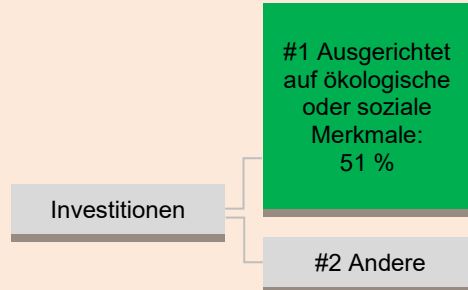 #1 Ausgerichtet
auf ökologische
oder soziale
Merkmale:
51 %
Investitionen
#2 Andere